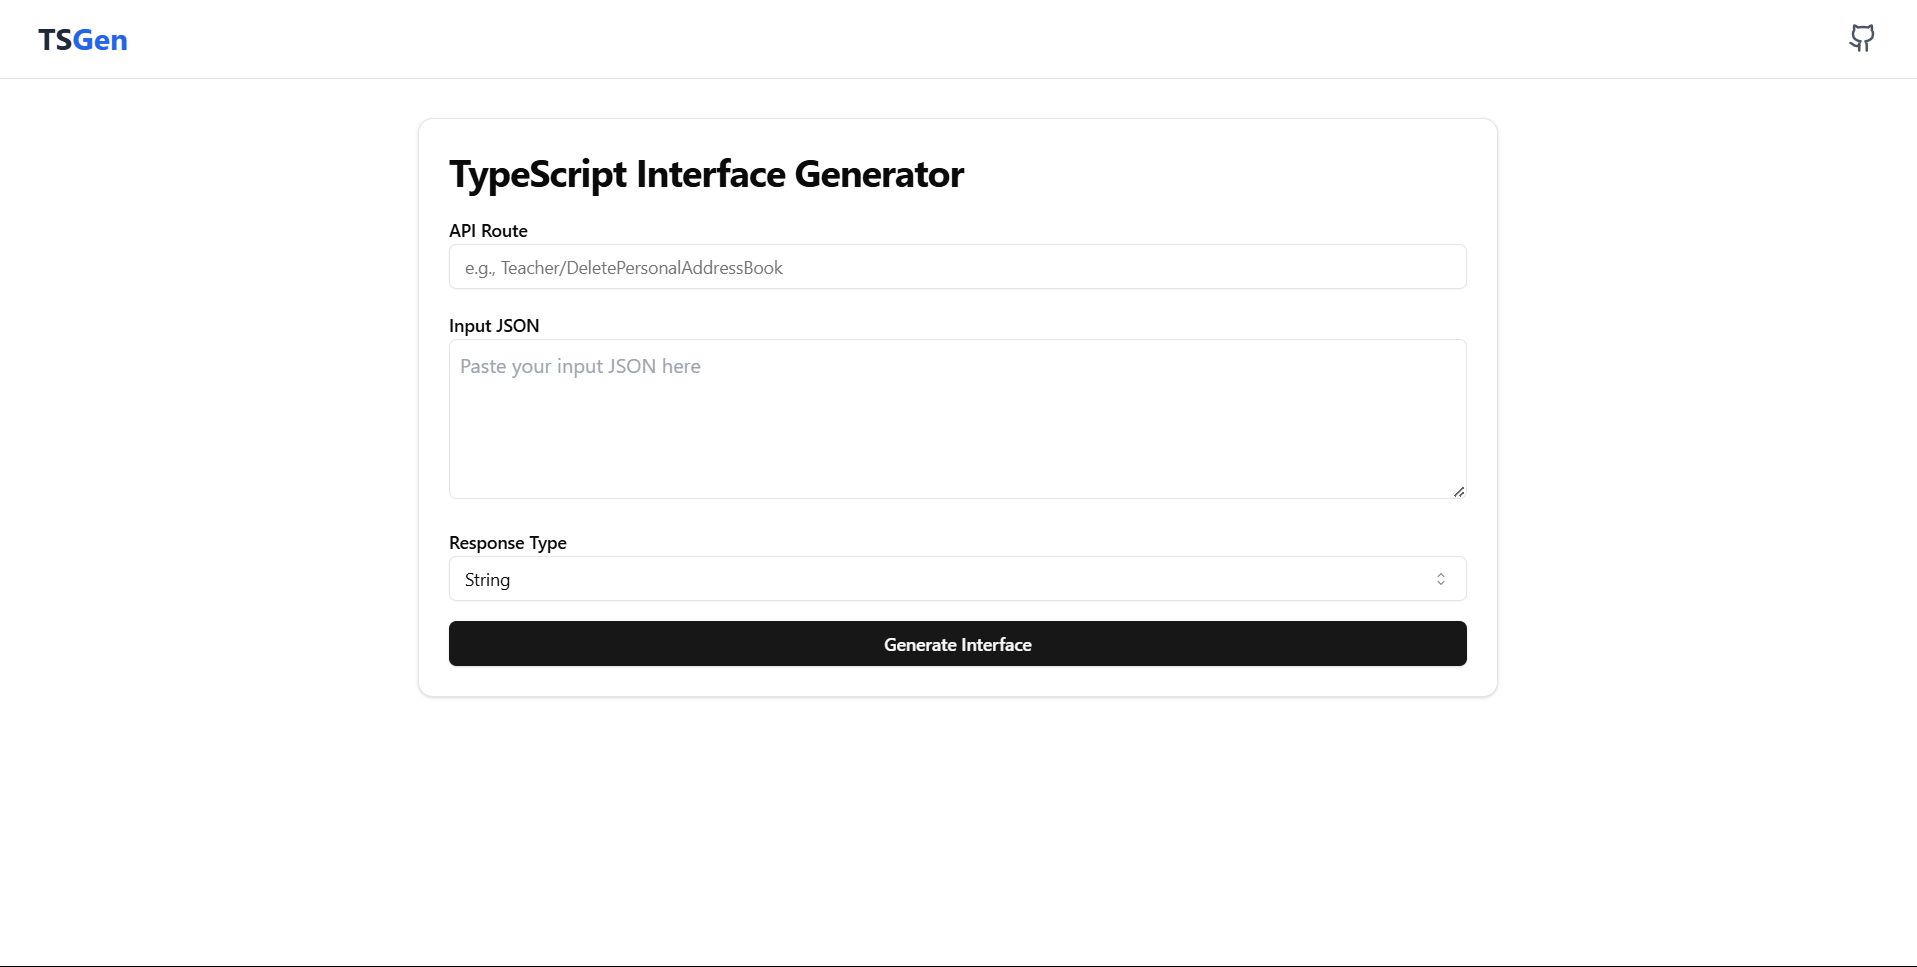 TSGen
TypeScript Interface Generator
API Route
e.g., Teacher/DeletePersonalAddressBook
Input JSON
Paste your input JSON here
Response Type
String
Generate Interface